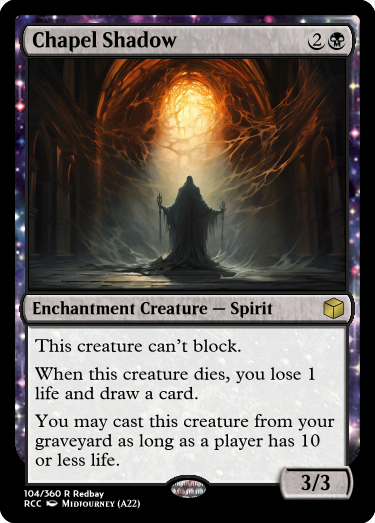 Chapel Shadow 2
Enchantment Creature — Spirit
This creature can't block.
When this creature dies, you lose 1
life and draw a card.
You may cast this creature from your
graveyard as long as a player has 10
or less life.
3/3
104/360 R Redbay
RCC Midjourney (A22)